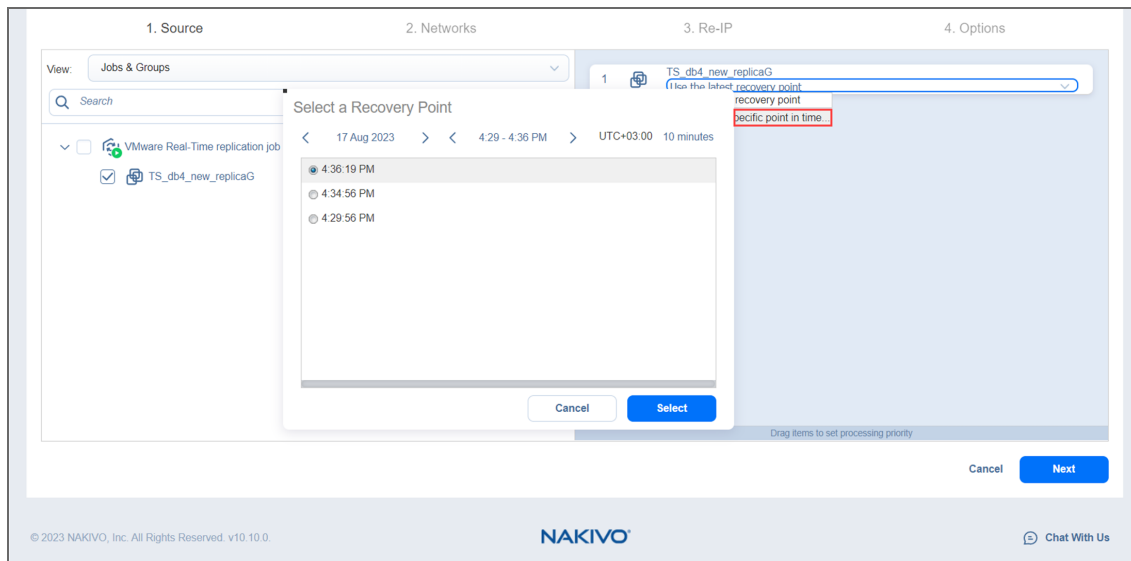 1. Source 2. Networks 3. Re-IP 4. Options
View: Jobs & Groups
Search
VMware Real-Time replication job
TS_db4_new_replicaG
Select a Recovery Point
17 Aug 2023 4:29 - 4:36 PM UTC+03:00 10 minutes
4:36:19 PM
4:34:56 PM
4:29:56 PM
Cancel Select
1 TS_db4_new_replicaG
Use the latest recovery point
recovery point
pecific point in time...
Drag items to set processing priority
Cancel Next
© 2023 NAKIVO, Inc. All Rights Reserved. v10.10.0. NAKIVO® Chat With Us